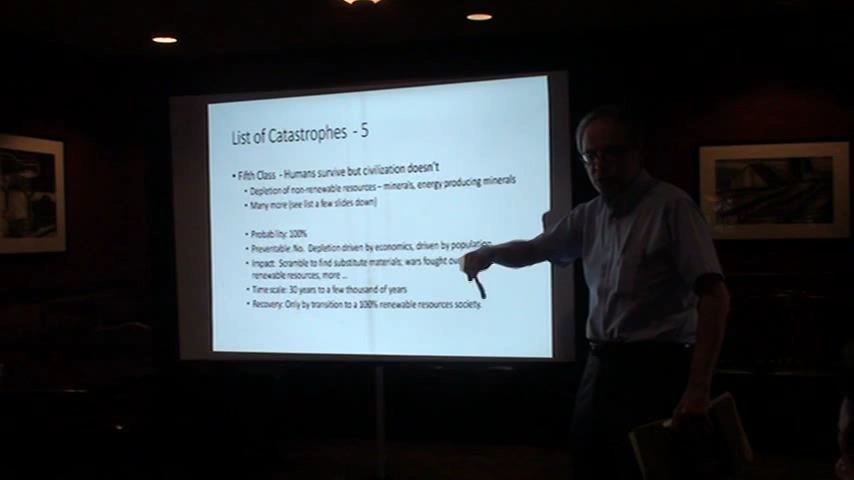 List of Catastrophes - 5
• Fifth Class - Humans survive but civilization doesn't
• Depletion of non-renewable resources – minerals, energy producing minerals
• Many more (see list a few slides down)
• Probability: 100%
• Preventable: No. Depletion driven by economics, driven by population
• Impact: Scramble to find substitute materials; wars fought
renewable resources, more ...
• Time scale: 30 years to a few thousand of years
• Recovery: Only by transition to a 100% renewable resources society.